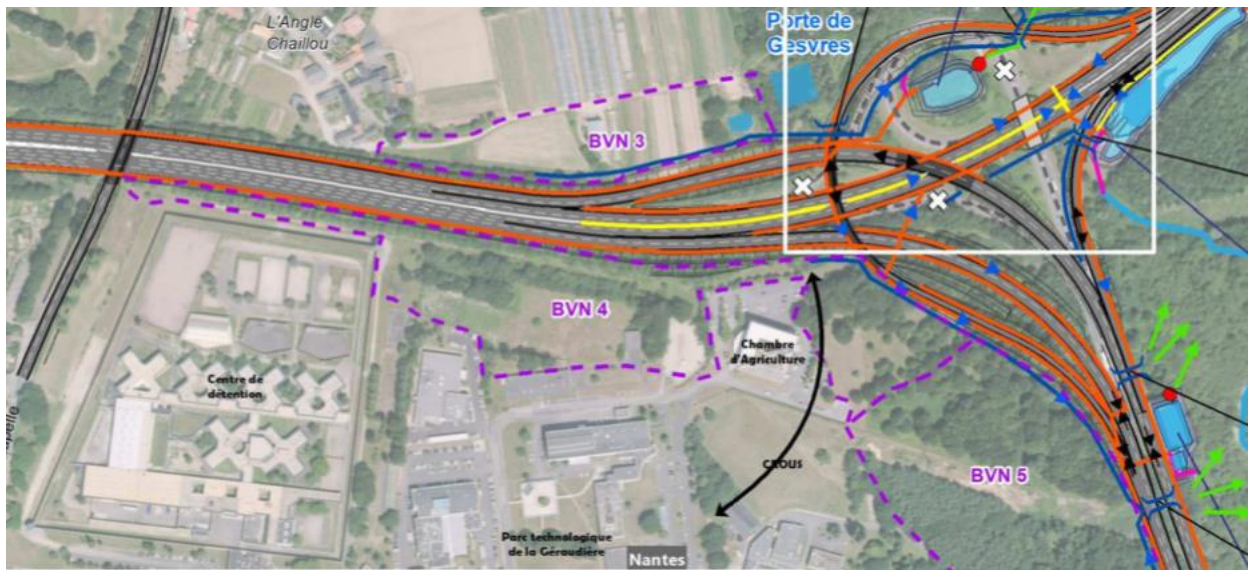 L'Angle
Chaillou
Porte de
Gesvres
BVN 3
BVN 4
Chambre
d'Agriculture
Centre de
détention
CROUS
BVN 5
Parc technologique
de la Géraudière
Nantes